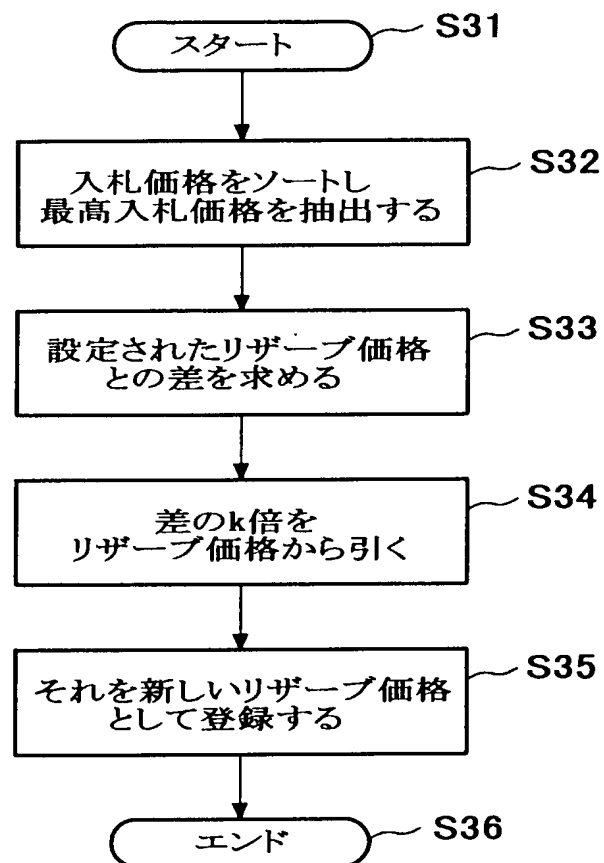 スタート
S31
入札価格をソートし
最高入札価格を抽出する
S32
設定されたリザーブ価格
との差を求める
S33
差のk倍を
リザーブ価格から引く
S34
それを新しいリザーブ価格
として登録する
S35
エンド
S36